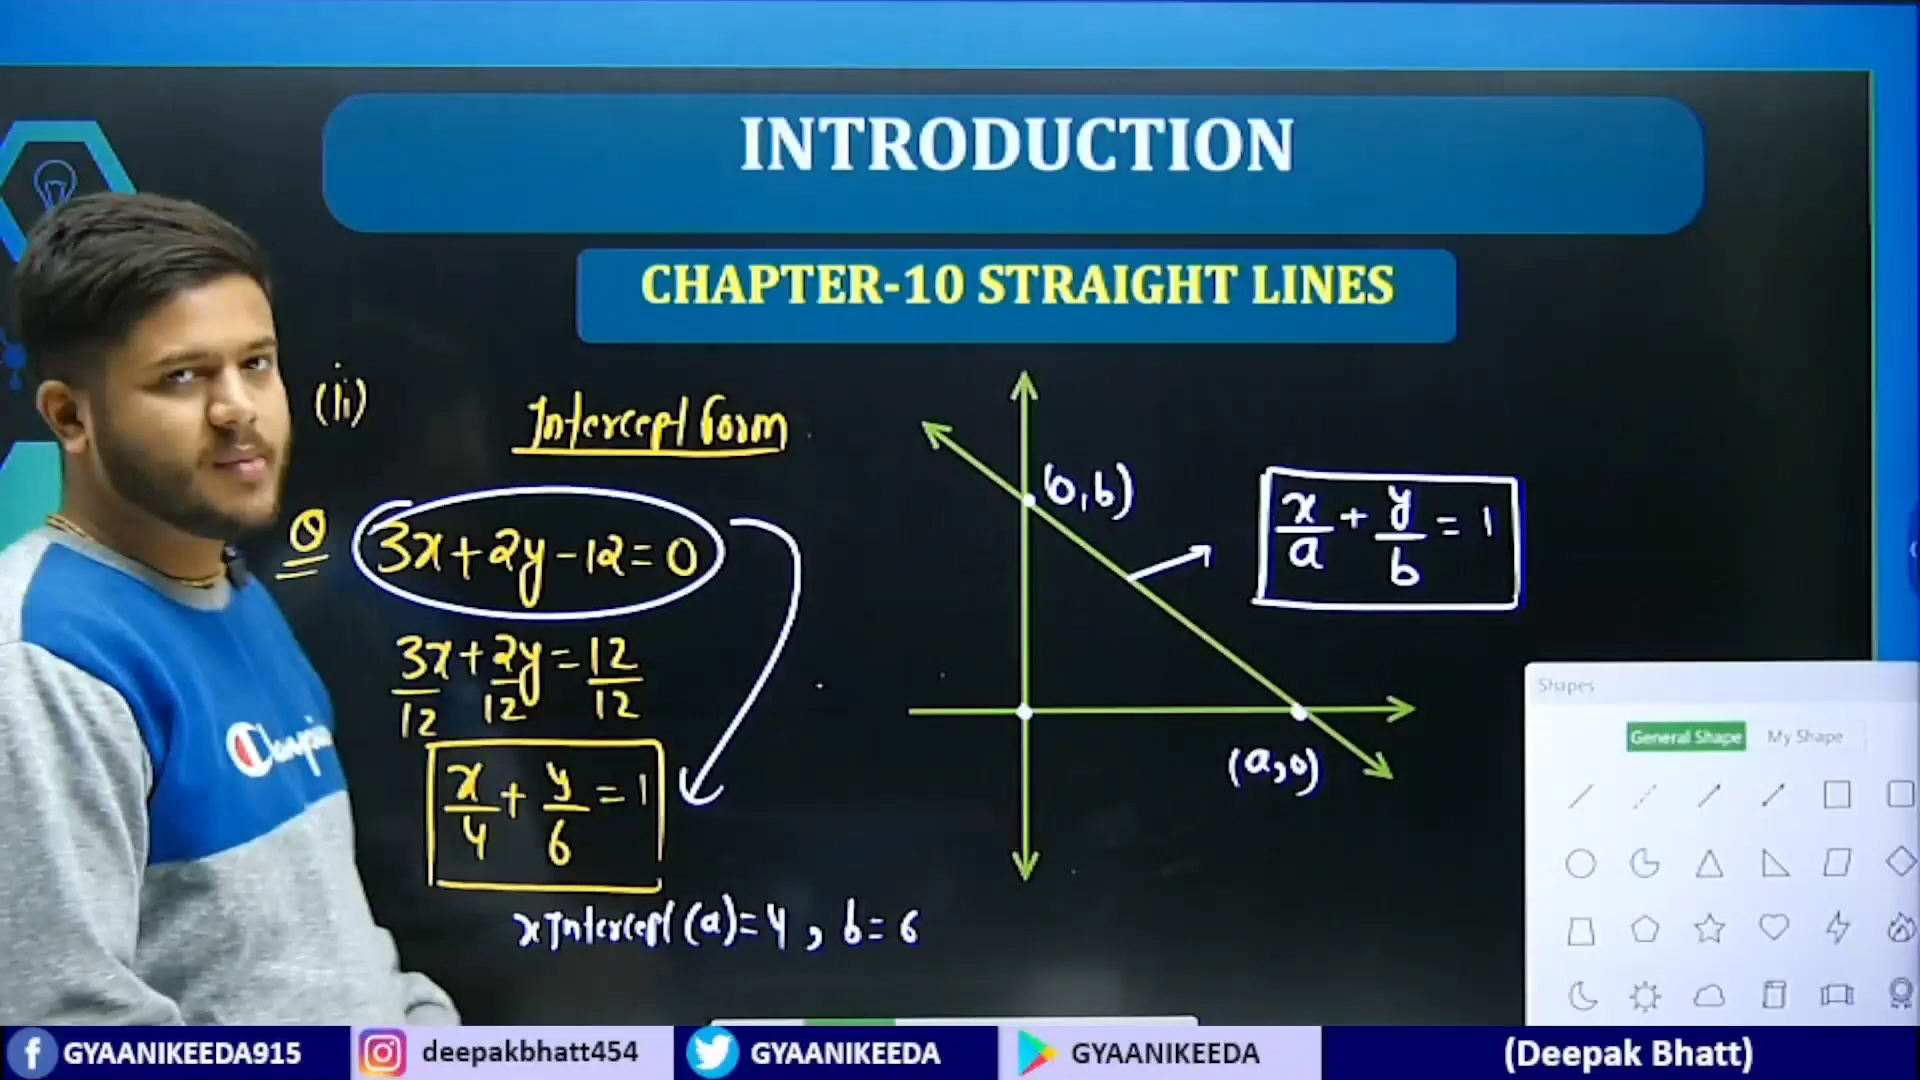 INTRODUCTION
CHAPTER-10 STRAIGHT LINES
(ii)
Intercept form
Q 3x+2y-12=0
3x/12 + 2y/12 = 12/12
x/4 + y/6 = 1
x Intercept (a)=4, b=6
(0,b)
x/a + y/b = 1
(a,0)
Shapes
General Shape My Shape
Champio
GYAANIKEEDA915 deepakbhatt454 GYAANIKEEDA GYAANIKEEDA (Deepak Bhatt)